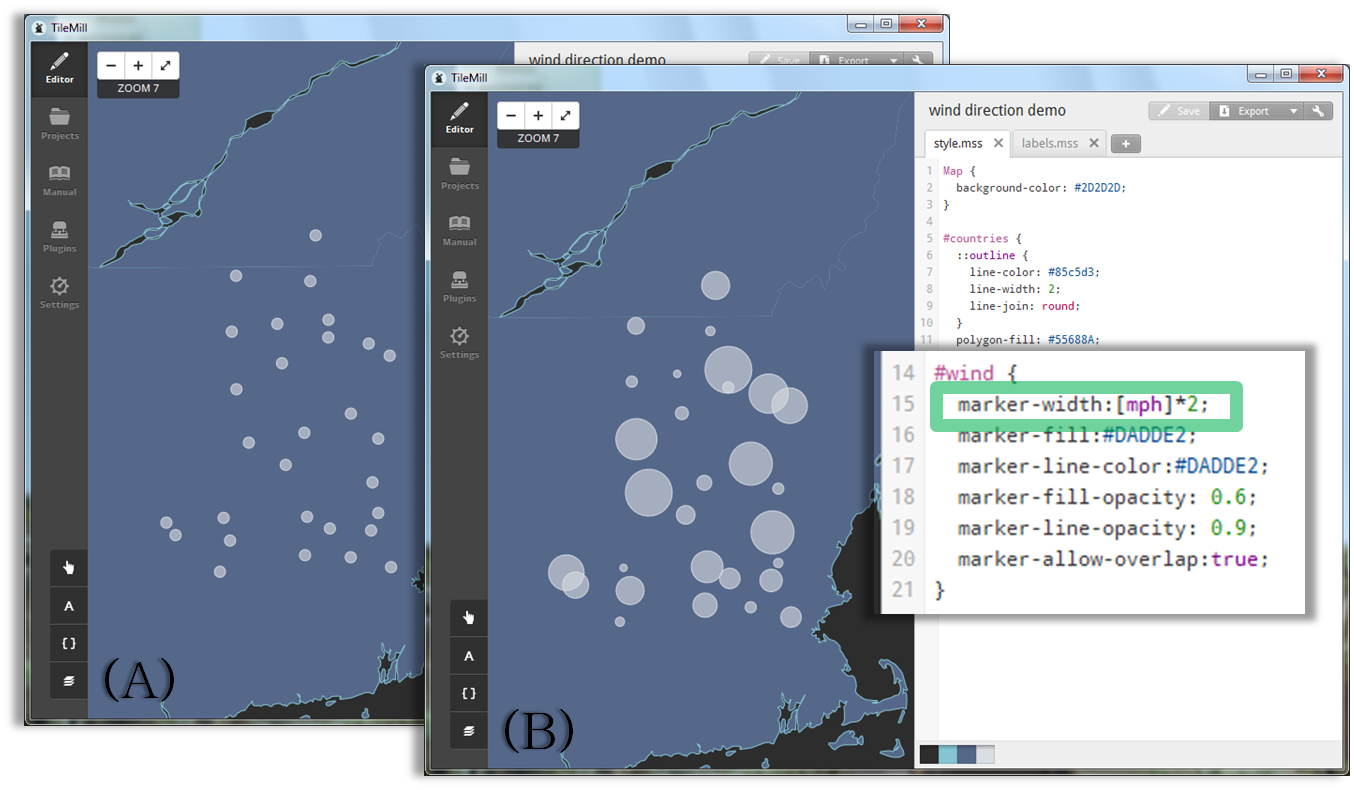 TileMill
Editor
Projects
Manual
Plugins
Settings
ZOOM 7
wind direction demo
Save
Export
A
{}
(A)
TileMill
Editor
Projects
Manual
Plugins
Settings
ZOOM 7
A
{}
(B)
wind direction demo
Save
Export
style.mss
labels.mss
1 Map {
2 background-color: #2D2D2D;
3 }
4
5 #countries {
6 ::outline {
7 line-color: #85c5d3;
8 line-width: 2;
9 line-join: round;
10 }
11 polygon-fill: #55688A;
14 #wind {
15 marker-width:[mph]*2;
16 marker-fill:#DADDE2;
17 marker-line-color:#DADDE2;
18 marker-fill-opacity: 0.6;
19 marker-line-opacity: 0.9;
20 marker-allow-overlap:true;
21 }